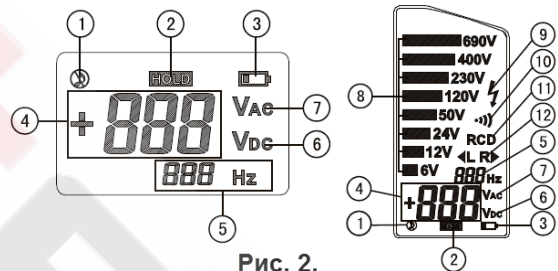 1 2 3
HOLD
4 +888 VAC 7
VDC 6
888 Hz
5
690V 9
400V 10
230V 11
8 120V 12
50V 5
24V RCD
12V ◀L R▶
6V 888Hz
4 +888 VAC 7
VDC 6
1 3
2
Рис. 2.